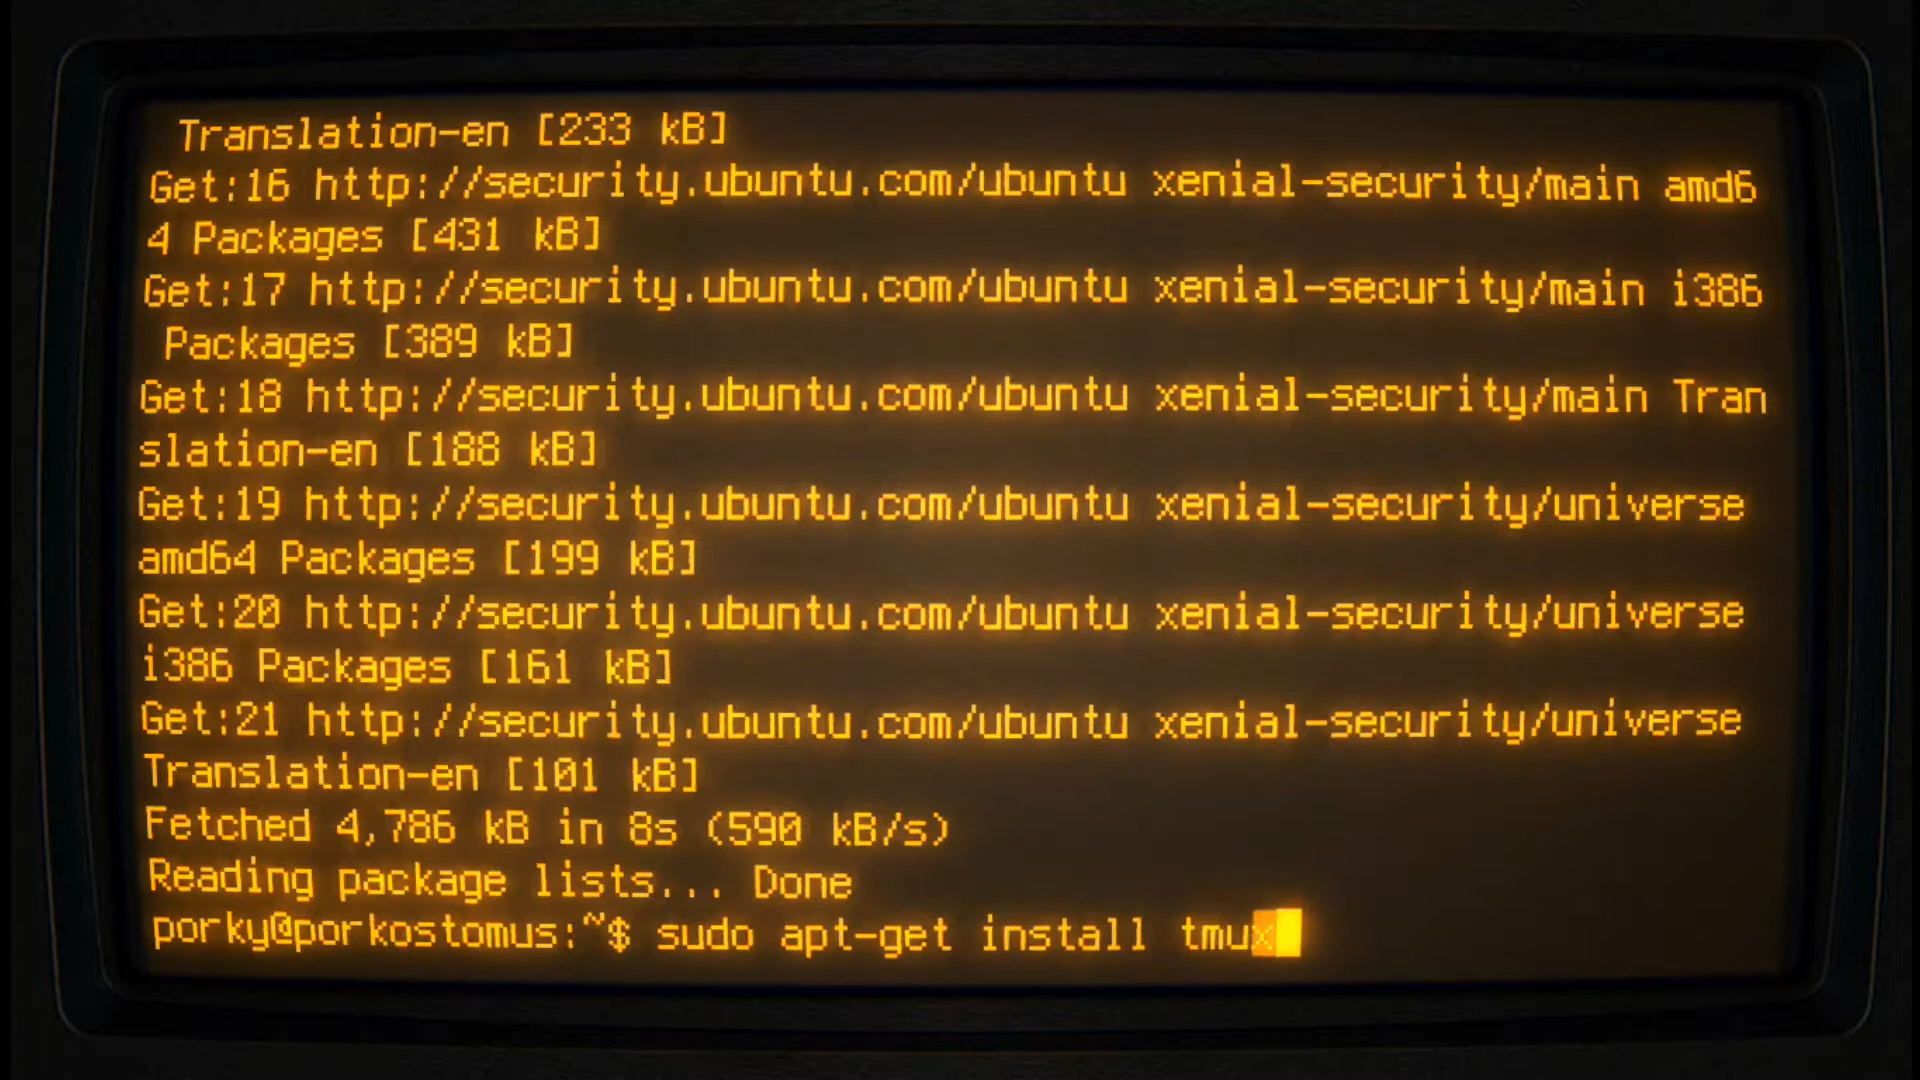 Translation-en [233 kB]
Get:16 http://security.ubuntu.com/ubuntu xenial-security/main amd6
4 Packages [431 kB]
Get:17 http://security.ubuntu.com/ubuntu xenial-security/main i386
Packages [389 kB]
Get:18 http://security.ubuntu.com/ubuntu xenial-security/main Tran
slation-en [188 kB]
Get:19 http://security.ubuntu.com/ubuntu xenial-security/universe
amd64 Packages [199 kB]
Get:20 http://security.ubuntu.com/ubuntu xenial-security/universe
i386 Packages [161 kB]
Get:21 http://security.ubuntu.com/ubuntu xenial-security/universe
Translation-en [101 kB]
Fetched 4,786 kB in 8s (590 kB/s)
Reading package lists... Done
porky@porkostomus:~$ sudo apt-get install tmux